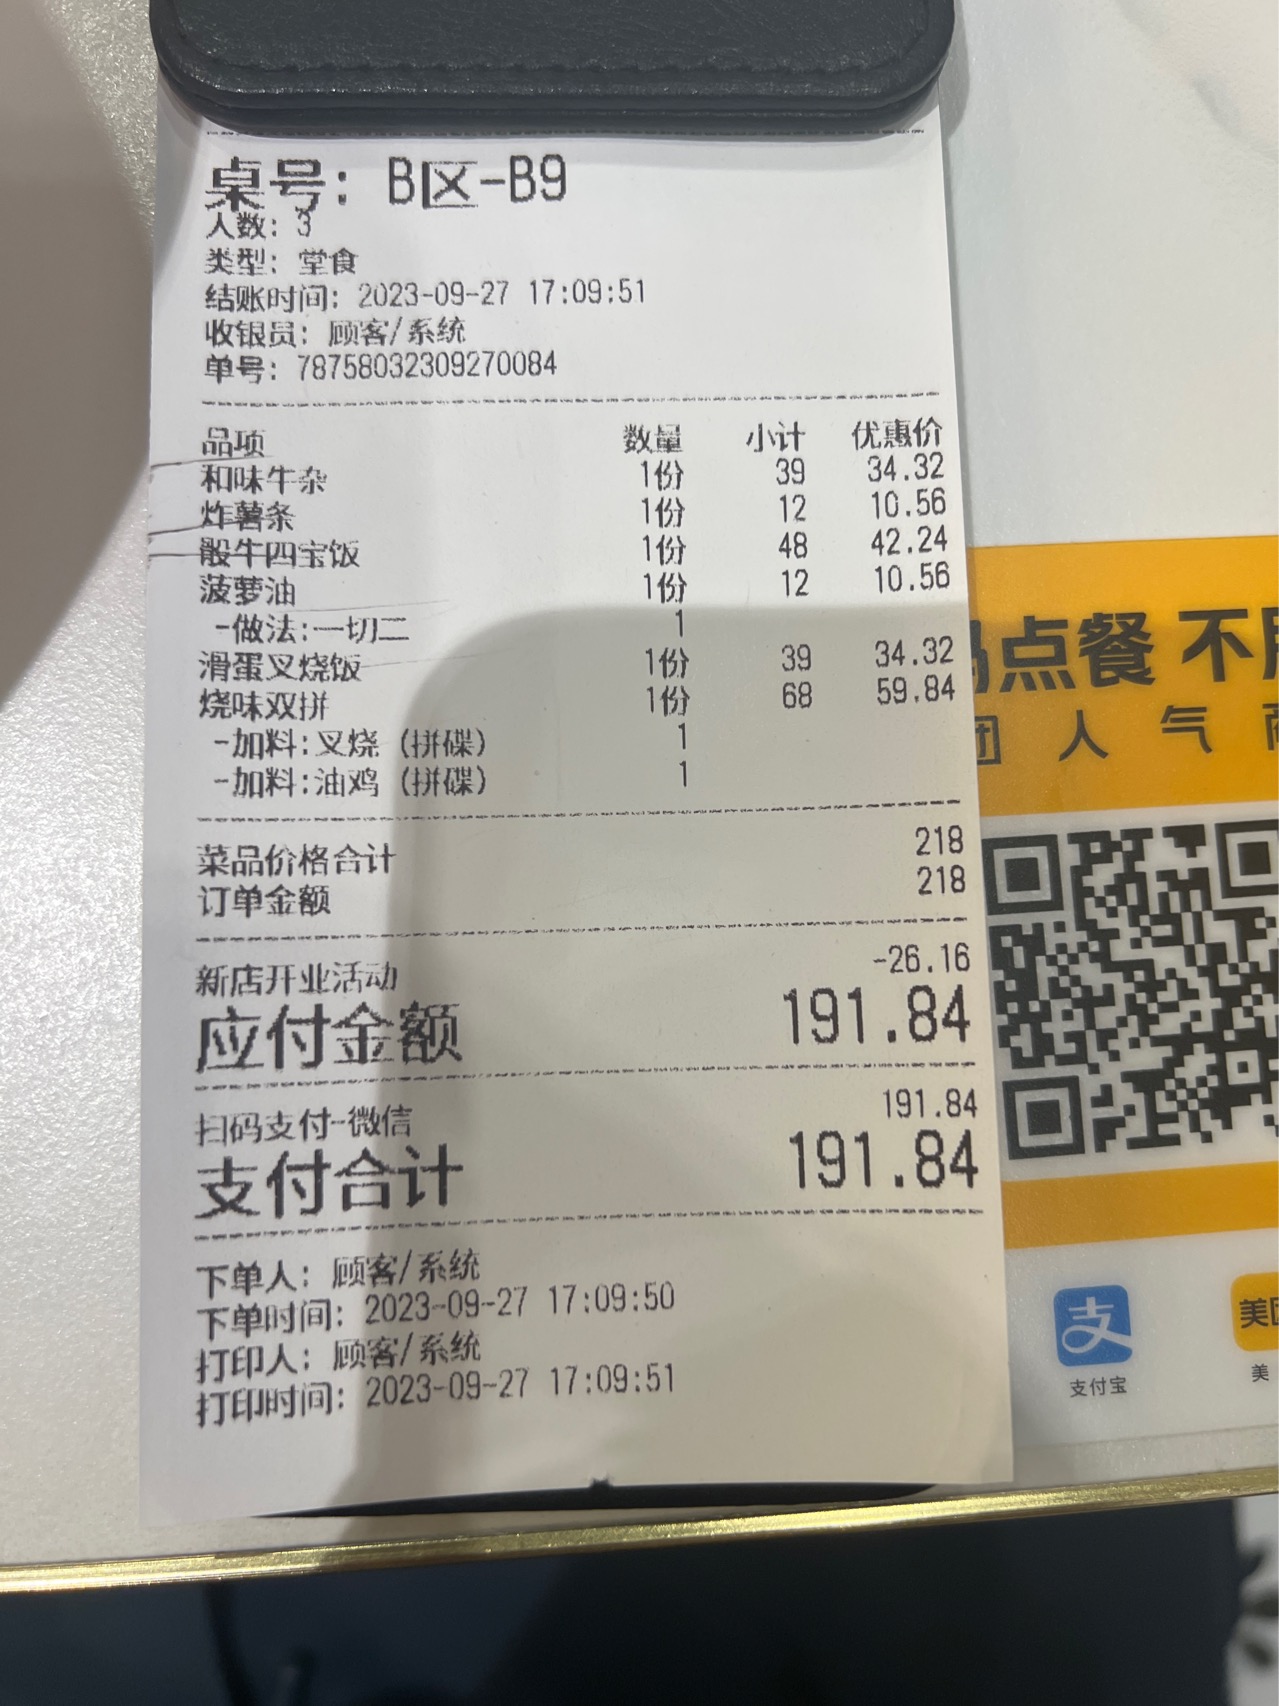 桌号: B区-B9
人数: 3
类型: 堂食
结账时间: 2023-09-27 17:09:51
收银员: 顾客/系统
单号: 78758032309270084
品项 数量 小计 优惠价
和味牛杂 1份 39 34.32
炸薯条 1份 12 10.56
骰牛四宝饭 1份 48 42.24
菠萝油 1份 12 10.56
-做法:一切二 1
滑蛋叉烧饭 1份 39 34.32
烧味双拼 1份 68 59.84
-加料:叉烧 (拼碟) 1
-加料:油鸡 (拼碟) 1
菜品价格合计 218
订单金额 218
新店开业活动 -26.16
应付金额 191.84
扫码支付-微信 191.84
支付合计 191.84
下单人: 顾客/系统
下单时间: 2023-09-27 17:09:50
打印人: 顾客/系统
打印时间: 2023-09-27 17:09:51
点餐 不
团人气
支
支付宝
美
美